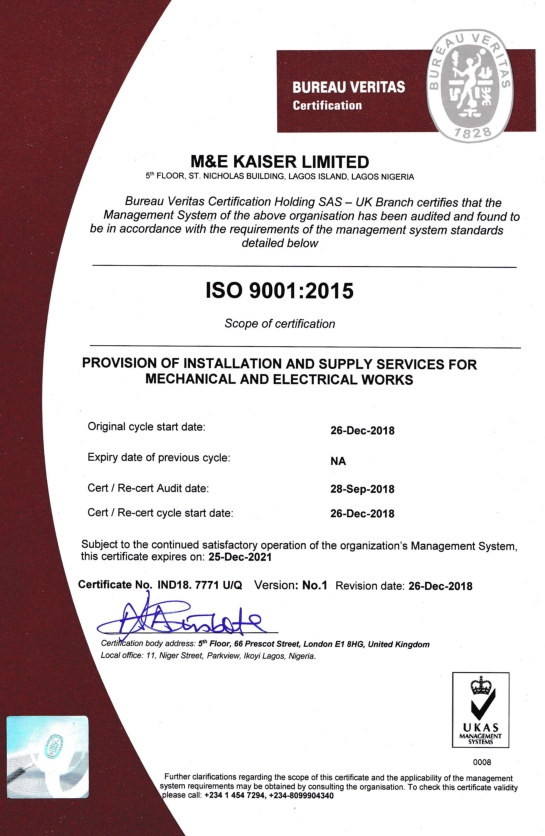 BUREAU VERITAS
Certification
BUREAU VERITAS
1828
M&E KAISER LIMITED
5th FLOOR, ST. NICHOLAS BUILDING, LAGOS ISLAND, LAGOS NIGERIA
Bureau Veritas Certification Holding SAS – UK Branch certifies that the
Management System of the above organisation has been audited and found to
be in accordance with the requirements of the management system standards
detailed below
ISO 9001:2015
Scope of certification
PROVISION OF INSTALLATION AND SUPPLY SERVICES FOR
MECHANICAL AND ELECTRICAL WORKS
Original cycle start date: 26-Dec-2018
Expiry date of previous cycle: NA
Cert / Re-cert Audit date: 28-Sep-2018
Cert / Re-cert cycle start date: 26-Dec-2018
Subject to the continued satisfactory operation of the organization's Management System,
this certificate expires on: 25-Dec-2021
Certificate No. IND18. 7771 U/Q Version: No.1 Revision date: 26-Dec-2018
Certification body address: 5th Floor, 66 Prescot Street, London E1 8HG, United Kingdom
Local office: 11, Niger Street, Parkview, Ikoyi Lagos, Nigeria.
UKAS
MANAGEMENT
SYSTEMS
0008
Further clarifications regarding the scope of this certificate and the applicability of the management
system requirements may be obtained by consulting the organisation. To check this certificate validity
please call: +234 1 454 7294, +234-8099904340